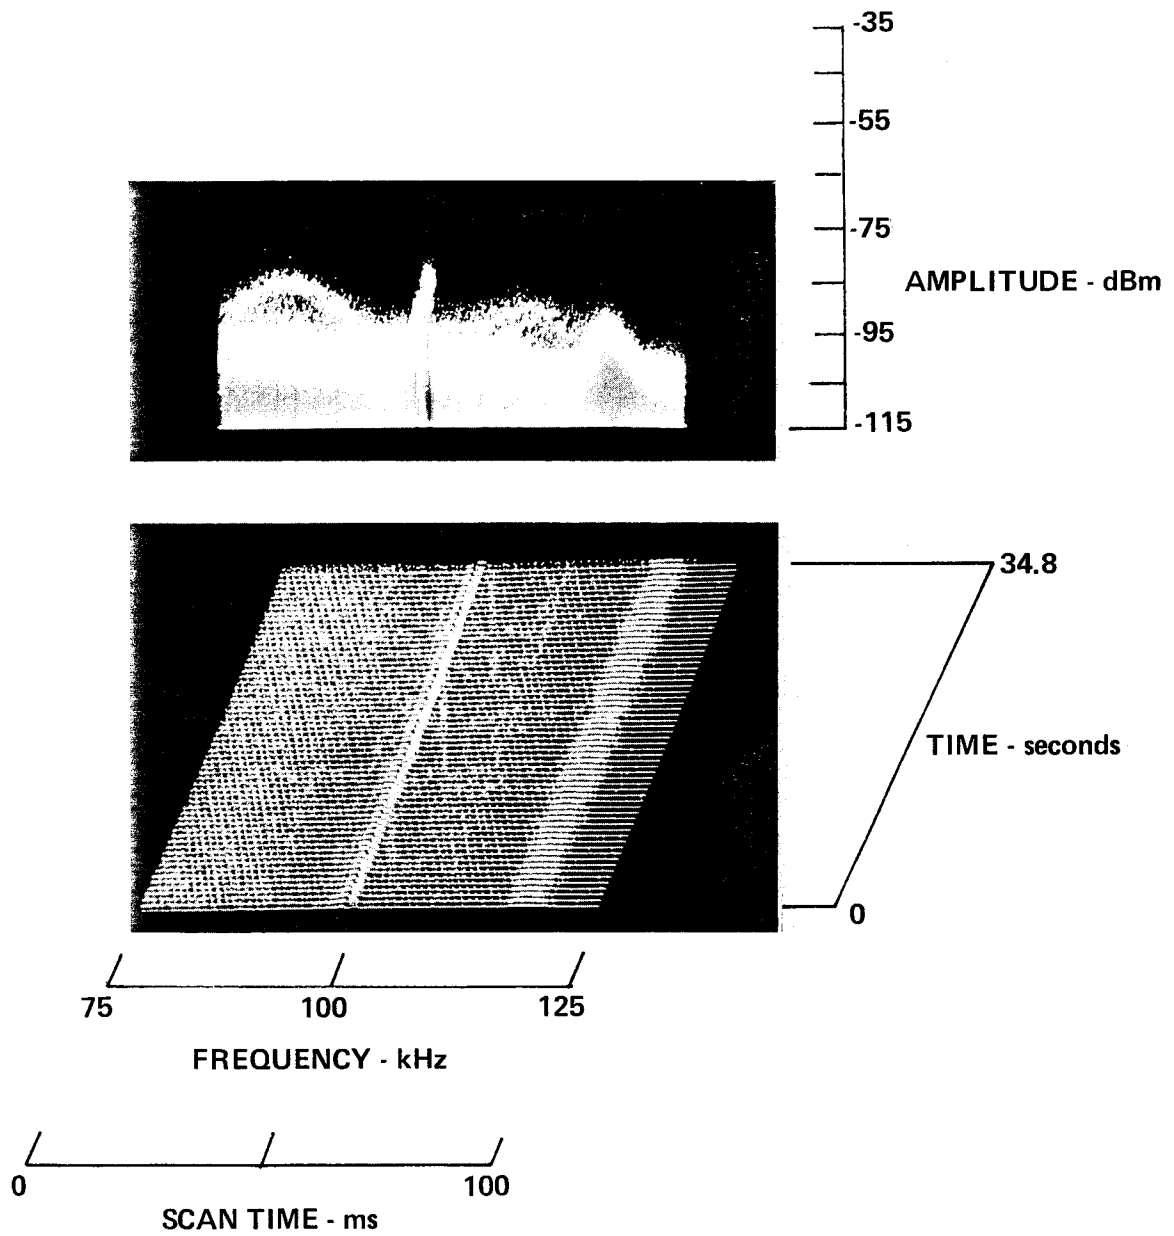 -35
-55
-75
AMPLITUDE - dBm
-95
-115
34.8
TIME - seconds
0
75 100 125
FREQUENCY - kHz
0 100
SCAN TIME - ms